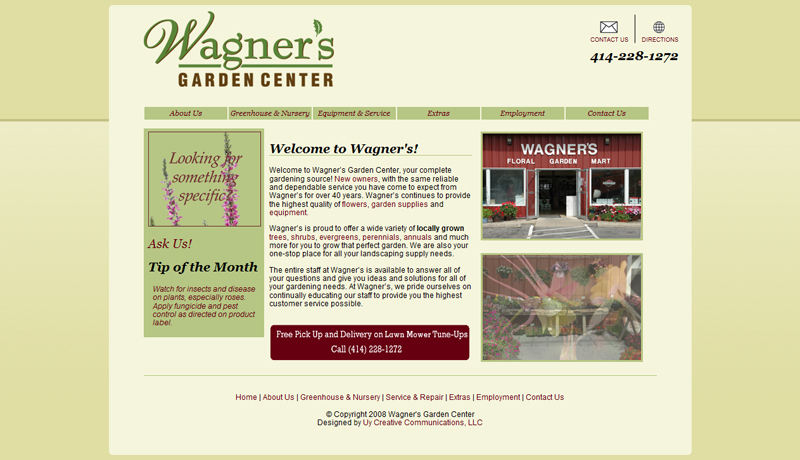 Wagner's
GARDEN CENTER
CONTACT US
DIRECTIONS
414-228-1272
About Us
Greenhouse & Nursery
Equipment & Service
Extras
Employment
Contact Us
Looking for
something
specific?
Ask Us!
Tip of the Month
Watch for insects and disease
on plants, especially roses.
Apply fungicide and pest
control as directed on product
label.
Welcome to Wagner's!
Welcome to Wagner's Garden Center, your complete
gardening source! New owners, with the same reliable
and dependable service you have come to expect from
Wagner's for over 40 years. Wagner's continues to provide
the highest quality of flowers, garden supplies and
equipment.
Wagner's is proud to offer a wide variety of locally grown
trees, shrubs, evergreens, perennials, annuals and much
more for you to grow that perfect garden. We are also your
one-stop place for all your landscaping supply needs.
The entire staff at Wagner's is available to answer all of
your questions and give you ideas and solutions for all of
your gardening needs. At Wagner's, we pride ourselves on
continually educating our staff to provide you the highest
customer service possible.
Free Pick Up and Delivery on Lawn Mower Tune-Ups
Call (414) 228-1272
WAGNER'S
FLORAL GARDEN MART
Home | About Us | Greenhouse & Nursery | Service & Repair | Extras | Employment | Contact Us
© Copyright 2008 Wagner's Garden Center
Designed by Uy Creative Communications, LLC